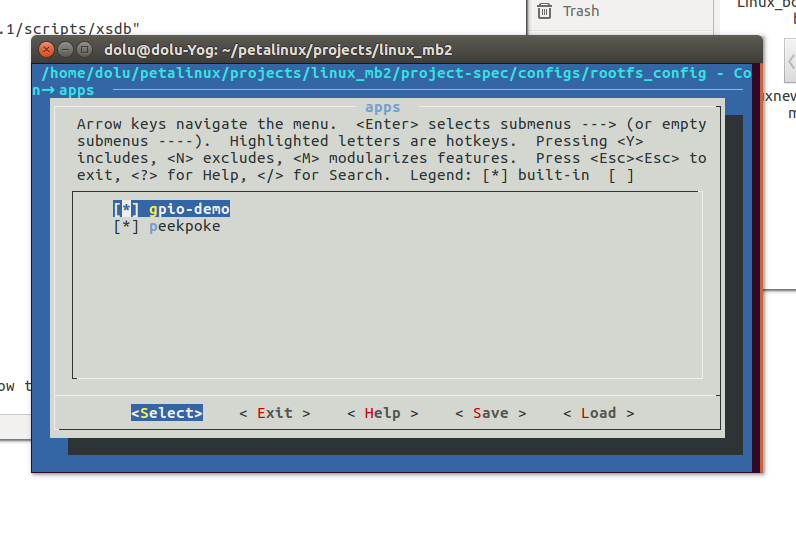 Trash
Linux_bo
.1/scripts/xsdb"
dolu@dolu-Yog: ~/petalinux/projects/linux_mb2
/home/dolu/petalinux/projects/linux_mb2/project-spec/configs/rootfs_config - Co
n→apps
uxnew
m
apps
Arrow keys navigate the menu. <Enter> selects submenus ---> (or empty
submenus ----). Highlighted letters are hotkeys. Pressing <Y>
includes, <N> excludes, <M> modularizes features. Press <Esc><Esc> to
exit, <?> for Help, </> for Search. Legend: [*] built-in [ ]
[*] gpio-demo
[*] peekpoke
ow t
<Select> < Exit > < Help > < Save > < Load >